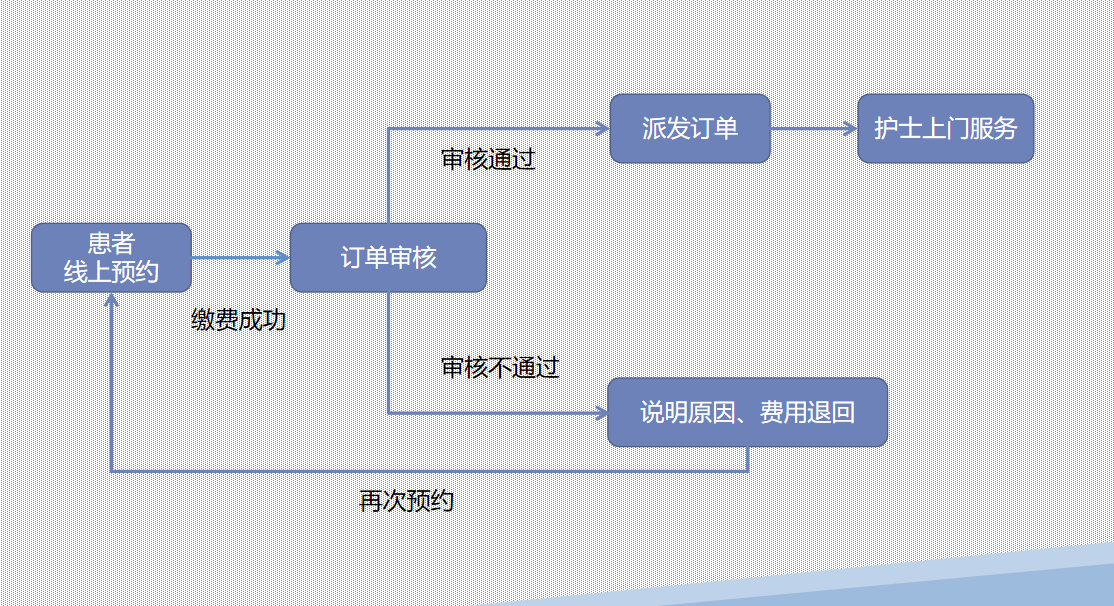 派发订单
护士上门服务
审核通过
患者
线上预约
订单审核
缴费成功
审核不通过
说明原因、费用退回
再次预约